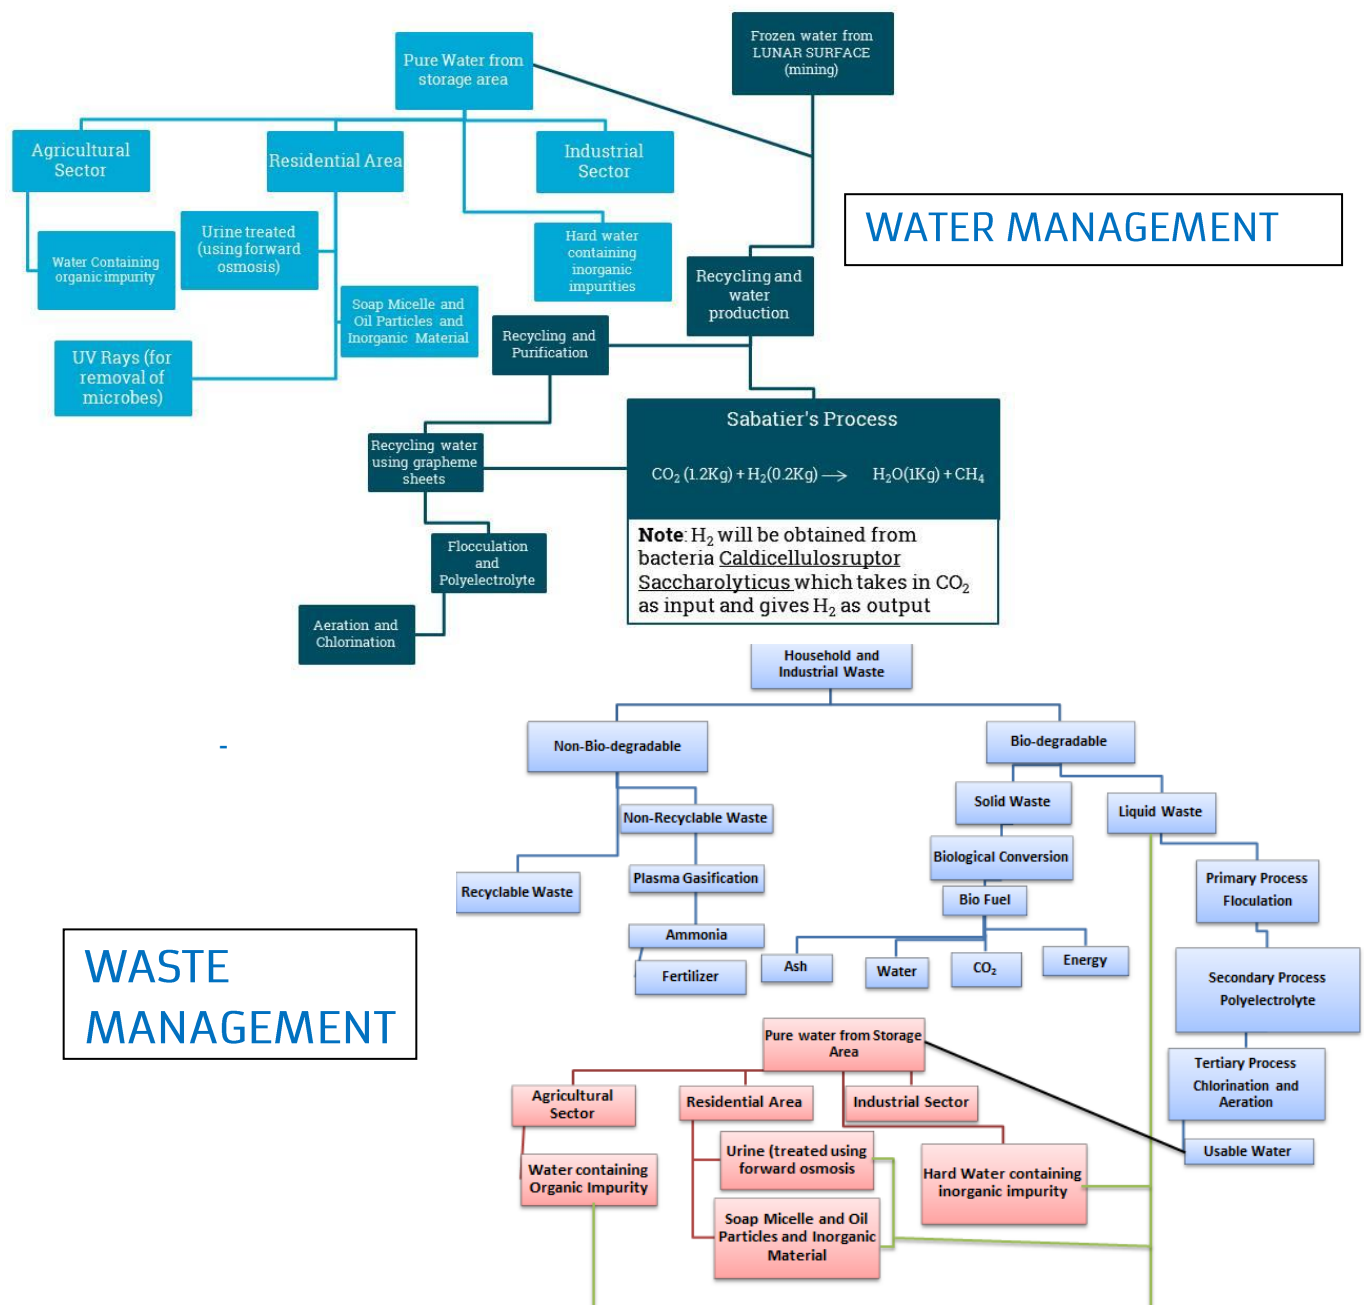 Frozen water from
LUNAR SURFACE
(mining)
Pure Water from
storage area
Agricultural
Sector
Residential Area
Industrial
Sector
WATER MANAGEMENT
Urine treated
(using forward
osmosis)
Water Containing
organic impurity
Hard water
containing
inorganic
impurities
Recycling and
water
production
Soap Micelle and
Oil Particles and
Inorganic Material
Recycling and
Purification
UV Rays (for
removal of
microbes)
Recycling water
using grapheme
sheets
Sabatier's Process
CO₂ (1.2Kg) + H₂(0.2Kg) → H₂O(1Kg) + CH₄
Note: H₂ will be obtained from
bacteria Caldicellulosruptor
Saccharolyticus which takes in CO₂
as input and gives H₂ as output
Flocculation
and
Polyelectrolyte
Aeration and
Chlorination
Household and
Industrial Waste
-
Non-Bio-degradable
Bio-degradable
Non-Recyclable Waste
Solid Waste
Liquid Waste
Recyclable Waste
Plasma Gasification
Biological Conversion
Primary Process
Floculation
Bio Fuel
Ammonia
Fertilizer
Ash
Water
CO₂
Energy
Secondary Process
Polyelectrolyte
WASTE
MANAGEMENT
Tertiary Process
Chlorination and
Aeration
Usable Water
Pure water from Storage
Area
Agricultural
Sector
Residential Area
Industrial Sector
Water containing
Organic Impurity
Urine (treated using
forward osmosis
Hard Water containing
inorganic impurity
Soap Micelle and Oil
Particles and Inorganic
Material